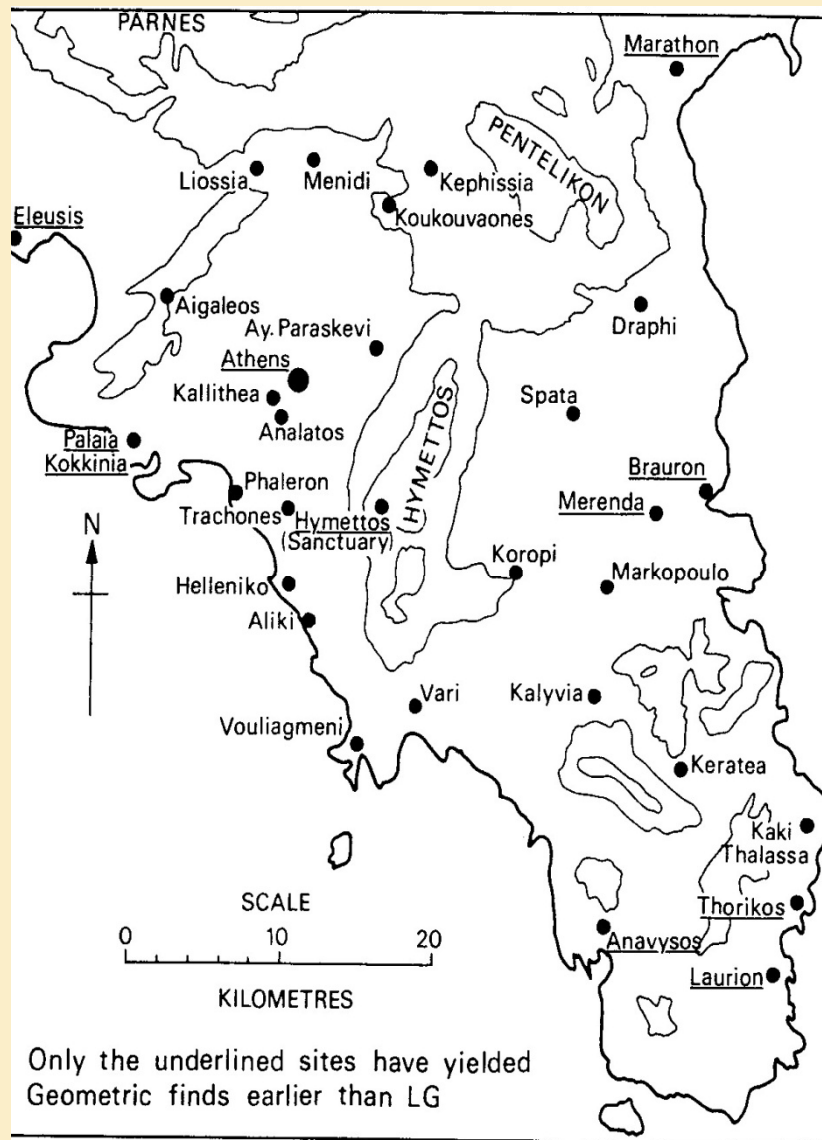 PARNES
Marathon
PENTELIKON
Liossia
Menidi
Kephissia
Koukouvaones
Eleusis
Aigaleos
Draphi
Ay. Paraskevi
Athens
Kallithea
Analatos
Spata
HYMETTOS
Palaia
Kokkinia
Brauron
Phaleron
Merenda
Trachones
Hymettos
(Sanctuary)
N
Koropi
Markopoulo
Helleniko
Aliki
Vari
Kalyvia
Vouliagmeni
Keratea
Kaki
Thalassa
SCALE
Thorikos
Anavysos
0 10 20
Laurion
KILOMETRES
Only the underlined sites have yielded
Geometric finds earlier than LG